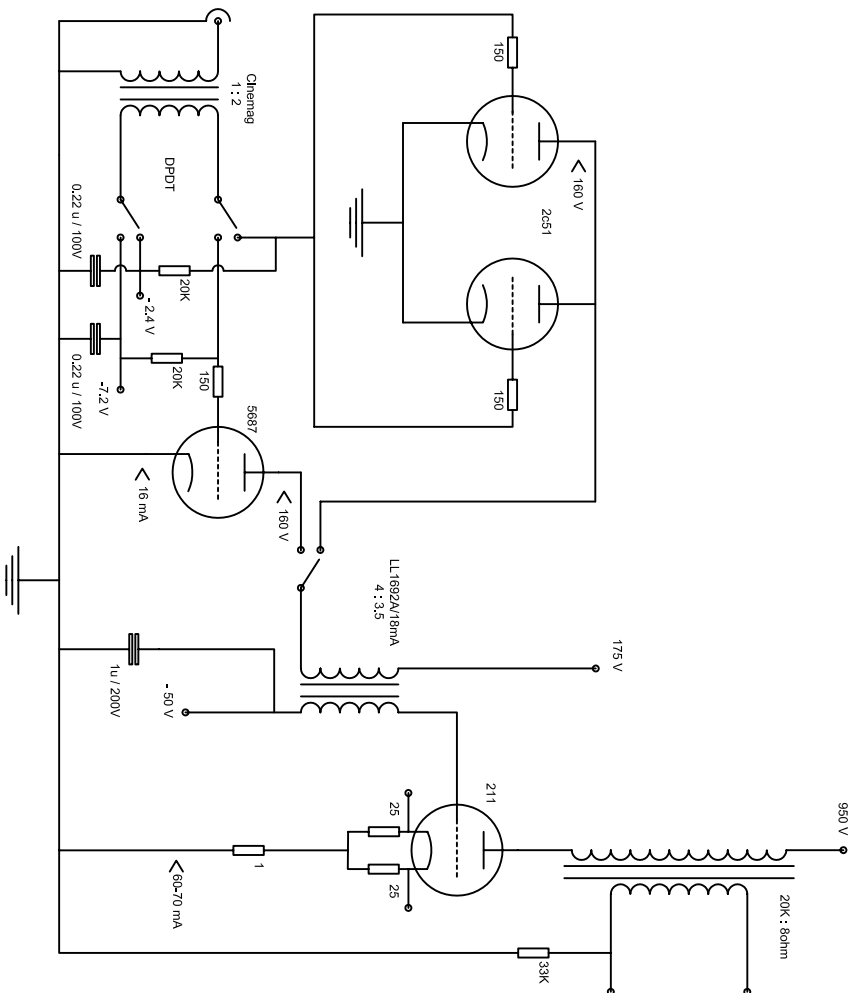 Cinemag
1 : 2
DPDT
0.22 u / 100V
20K
- 2.4 V
0.22 u / 100V
20K
-7.2 V
150
5687
< 16 mA
< 160 V
150
< 160 V
2c51
150
LL1692A/18mA
4 : 3.5
175 V
- 50 V
1u / 200V
211
25
25
1
< 60-70 mA
950 V
20K : 8ohm
33K